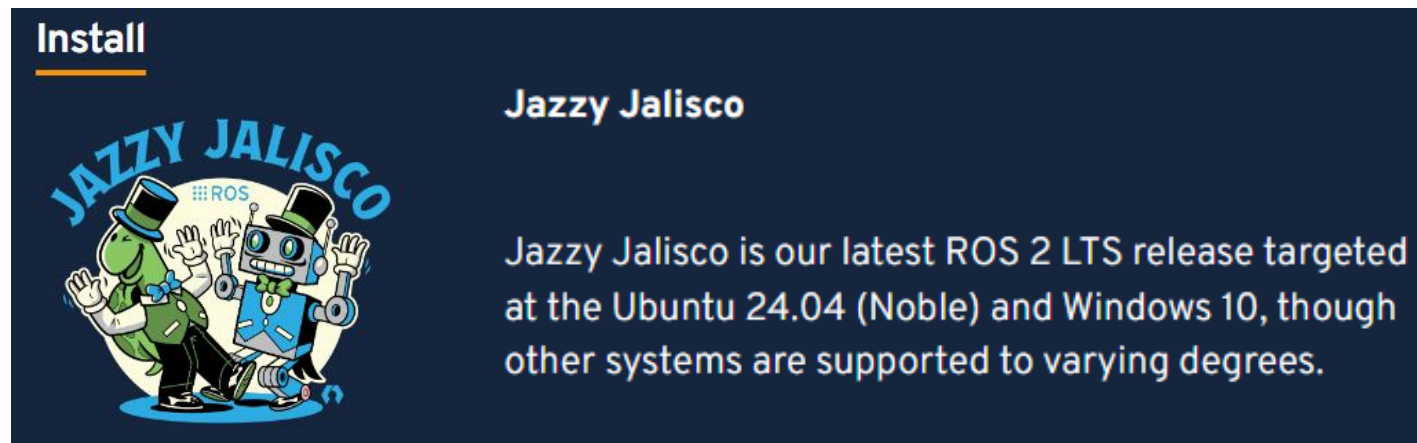 Install
JAZZY JALISCO
ROS
Jazzy Jalisco
Jazzy Jalisco is our latest ROS 2 LTS release targeted
at the Ubuntu 24.04 (Noble) and Windows 10, though
other systems are supported to varying degrees.